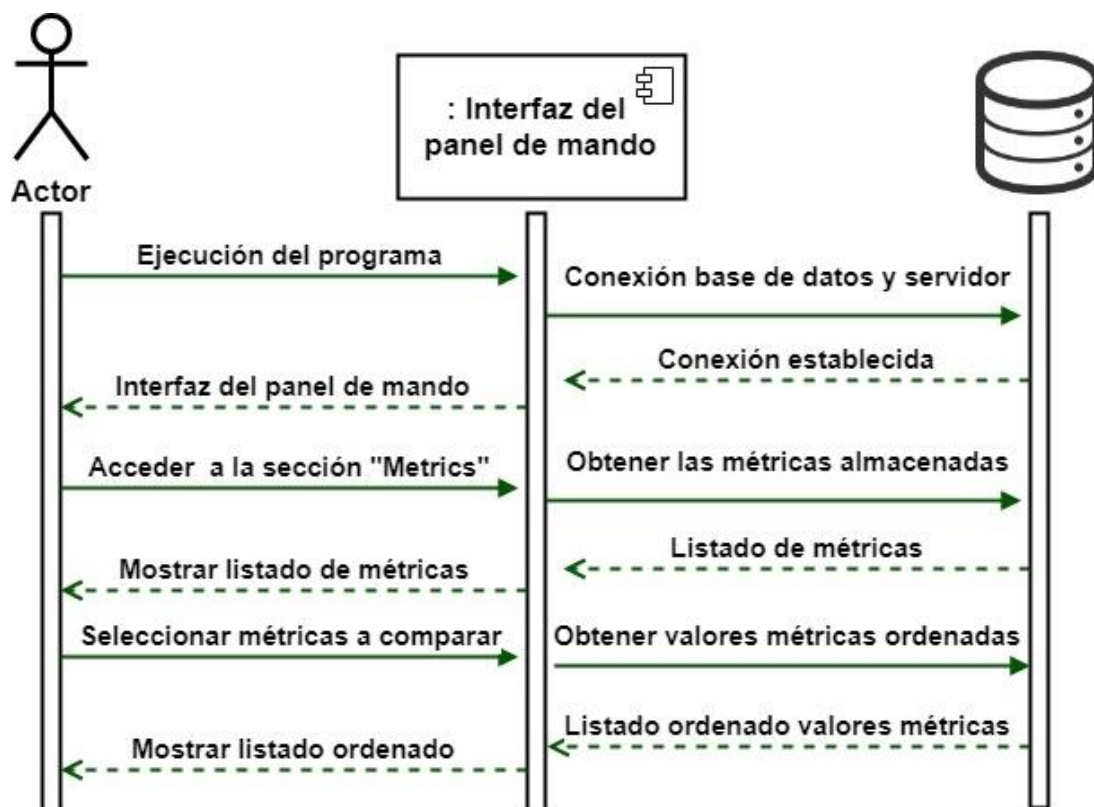 : Interfaz del
panel de mando
Actor
Ejecución del programa
Conexión base de datos y servidor
Conexión establecida
Interfaz del panel de mando
Acceder a la sección "Metrics"
Obtener las métricas almacenadas
Listado de métricas
Mostrar listado de métricas
Seleccionar métricas a comparar
Obtener valores métricas ordenadas
Listado ordenado valores métricas
Mostrar listado ordenado